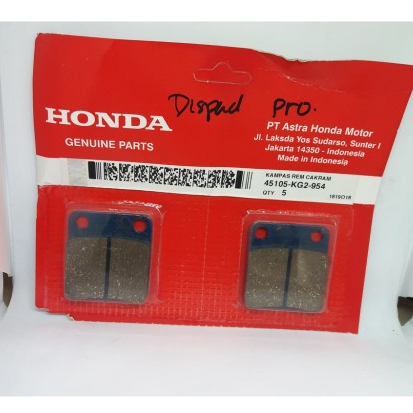 Dispad Pro.
HONDA
GENUINE PARTS
PT Astra Honda Motor
Jl. Laksda Yos Sudarso, Sunter I
Jakarta 14350 - Indonesia
Made in Indonesia
KAMPAS REM CAKRAM
45105-KG2-954
QTY 5